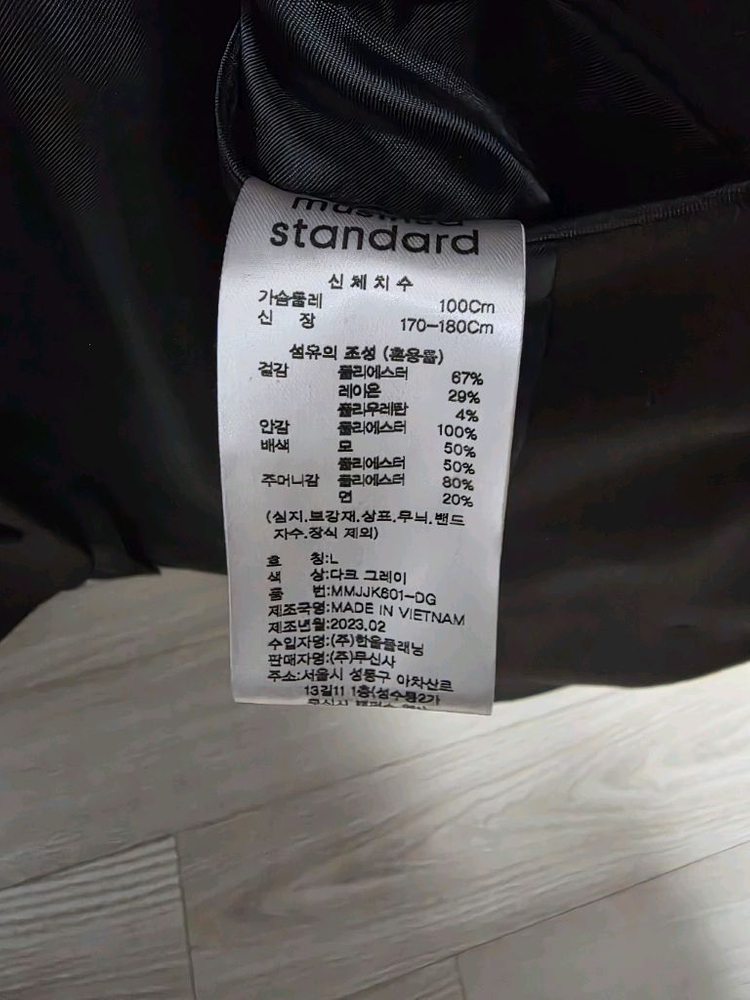 standard
신체치수
가슴둘레 100Cm
신 장 170-180Cm
섬유의 조성 (혼용률)
겉감 폴리에스터 67%
레이온 29%
폴리우레탄 4%
안감 폴리에스터 100%
배색 모 50%
폴리에스터 50%
주머니감 폴리에스터 80%
면 20%
(심지.보강재.상표.무늬.밴드
자수.장식 제외)
호 칭:L
색 상:다크 그레이
품 번:MMJJK601-DG
제조국명:MADE IN VIETNAM
제조년월:2023.02
수입자명:(주)한울플래닝
판매자명:(주)무신사
주소:서울시 성동구 아차산로
13길11 1층(성수동2가